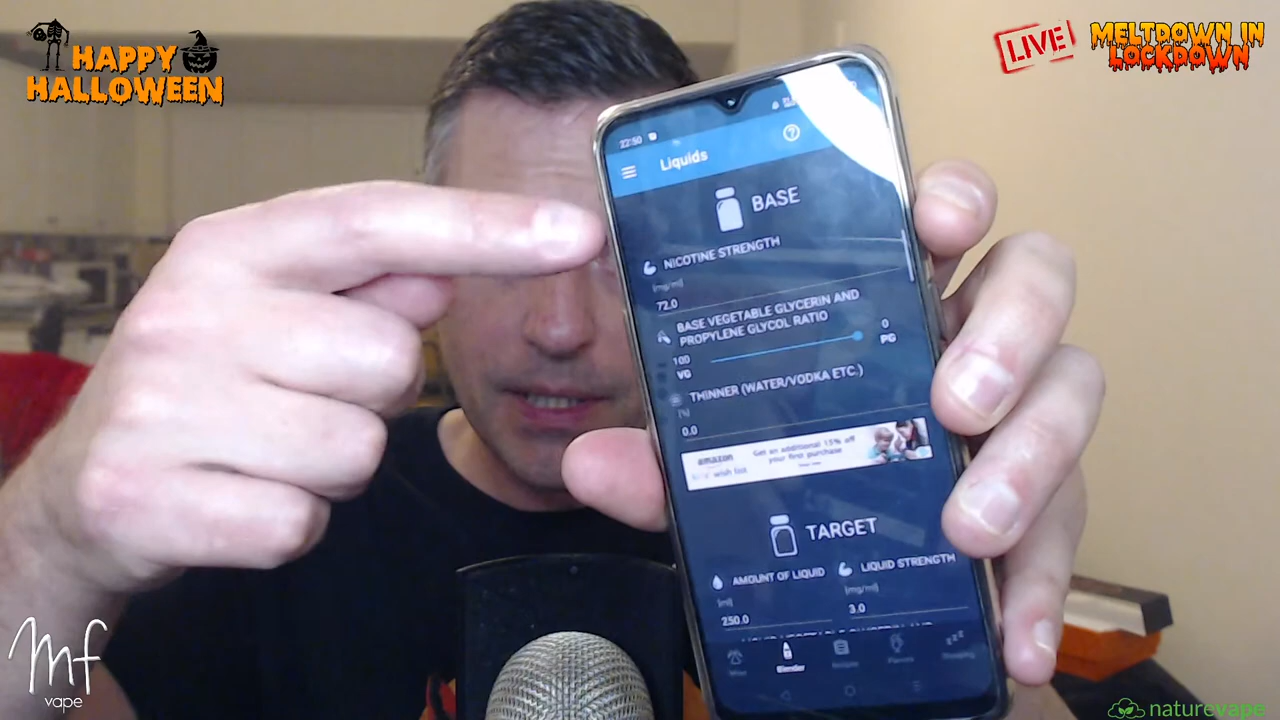 HAPPY
HALLOWEEN
LIVE
MELTDOWN IN
LOCKDOWN
22:50
Liquids
BASE
NICOTINE STRENGTH
[mg/ml]
72.0
BASE VEGETABLE GLYCERIN AND
PROPYLENE GLYCOL RATIO
100
VG
0
PG
THINNER (WATER/VODKA ETC.)
[%]
0.0
amazon
wish list
Get an additional 15% off
your first purchase
TARGET
AMOUNT OF LIQUID
[ml]
250.0
LIQUID STRENGTH
[mg/ml]
3.0
Blender
Recipes
mf
vape
naturevape